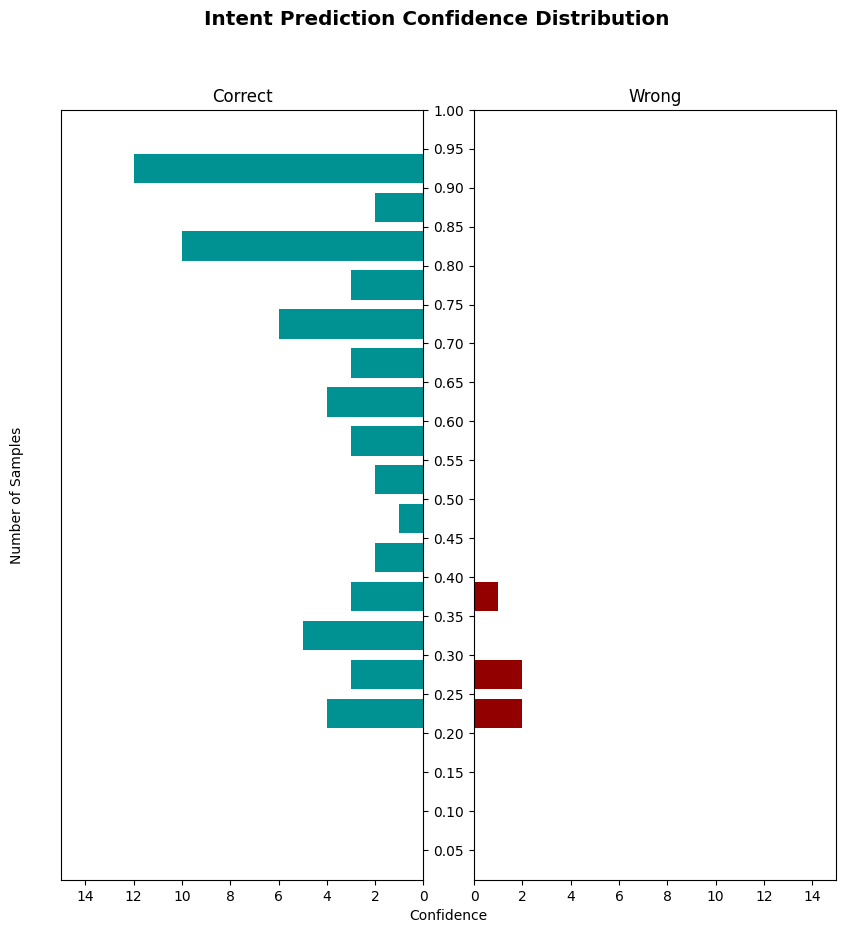 Intent Prediction Confidence Distribution
Correct
Wrong
1.00
0.95
0.90
0.85
0.80
0.75
0.70
0.65
0.60
0.55
0.50
0.45
0.40
0.35
0.30
0.25
0.20
0.15
0.10
0.05
Number of Samples
14 12 10 8 6 4 2 0
0 2 4 6 8 10 12 14
Confidence